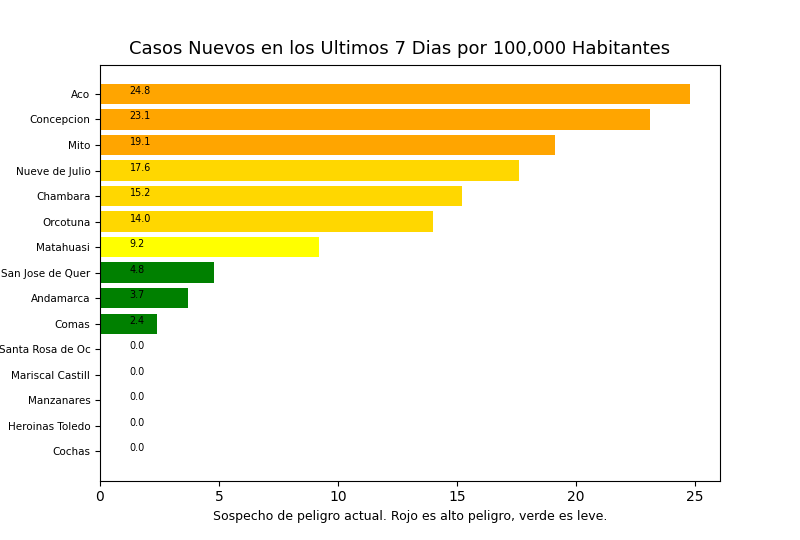 Casos Nuevos en los Ultimos 7 Dias por 100,000 Habitantes
Aco 24.8
Concepcion 23.1
Mito 19.1
Nueve de Julio 17.6
Chambara 15.2
Orcotuna 14.0
Matahuasi 9.2
San Jose de Quer 4.8
Andamarca 3.7
Comas 2.4
Santa Rosa de Oc 0.0
Mariscal Castill 0.0
Manzanares 0.0
Heroinas Toledo 0.0
Cochas 0.0
0 5 10 15 20 25
Sospecho de peligro actual. Rojo es alto peligro, verde es leve.